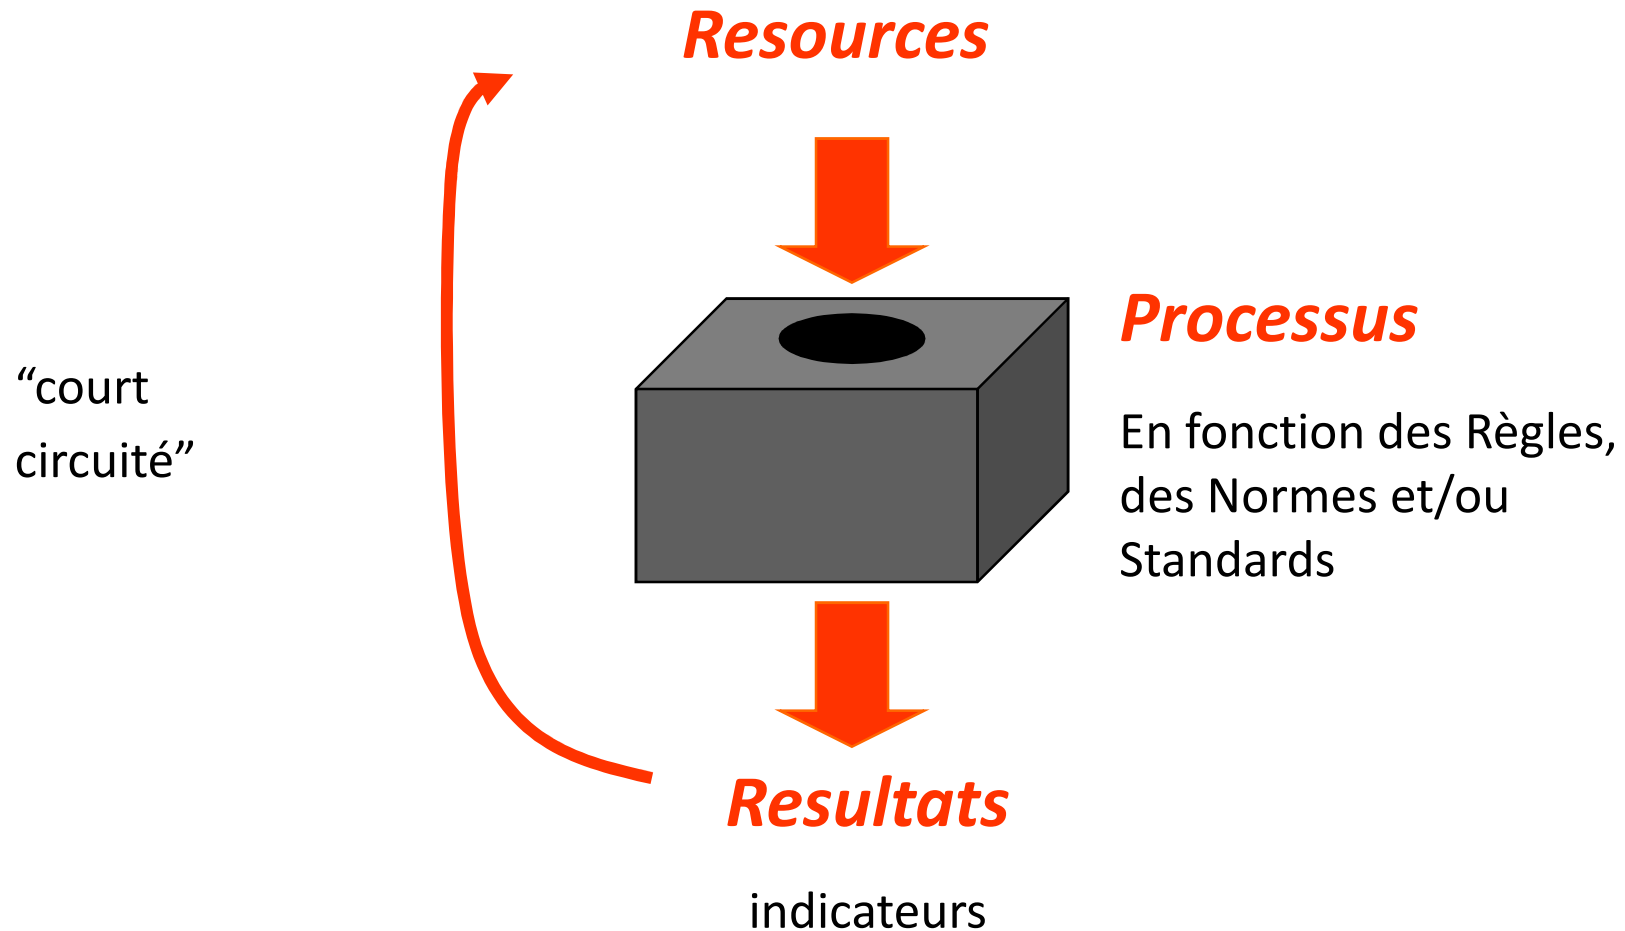 Resources
Processus
“court
circuité”
En fonction des Règles,
des Normes et/ou
Standards
Resultats
indicateurs